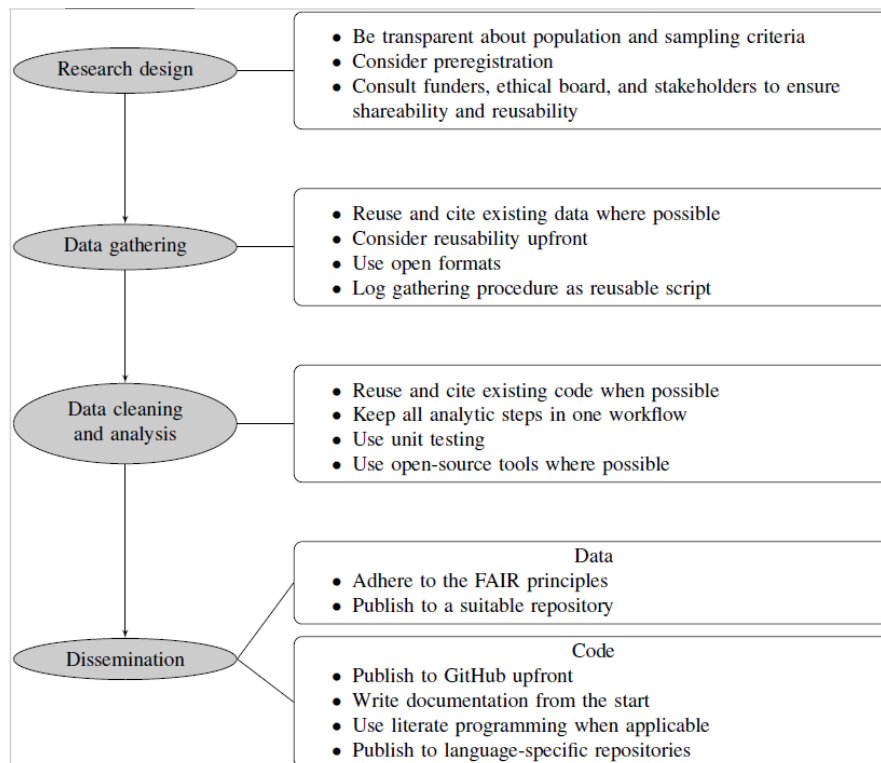 Research design
• Be transparent about population and sampling criteria
• Consider preregistration
• Consult funders, ethical board, and stakeholders to ensure
shareability and reusability
Data gathering
• Reuse and cite existing data where possible
• Consider reusability upfront
• Use open formats
• Log gathering procedure as reusable script
Data cleaning
and analysis
• Reuse and cite existing code when possible
• Keep all analytic steps in one workflow
• Use unit testing
• Use open-source tools where possible
Dissemination
Data
• Adhere to the FAIR principles
• Publish to a suitable repository
Code
• Publish to GitHub upfront
• Write documentation from the start
• Use literate programming when applicable
• Publish to language-specific repositories